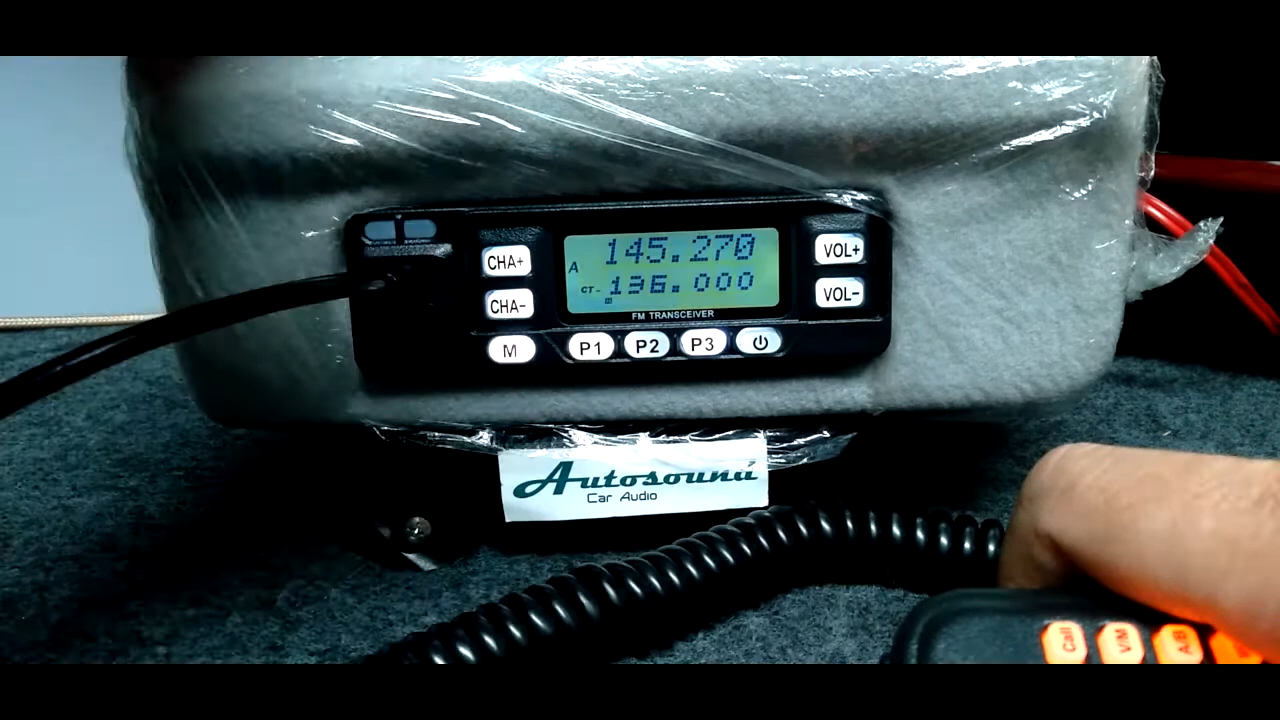 CHA+
145.270
VOL+
A
CT-
136.000
CHA-
VOL-
FM TRANSCEIVER
M
P1
P2
P3
Autosound
Car Audio
Call
V/M
A/B